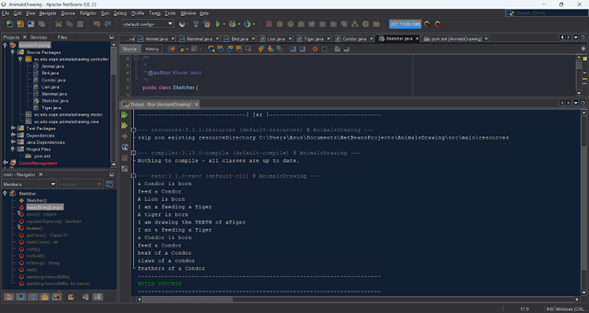 AnimalsDrawing - Apache NetBeans IDE 23
File Edit View Navigate Source Refactor Run Debug Profile Team Tools Window Help
<default config>
Projects Files Services
AnimalsDrawing
Source Packages
ec.edu.espe.animalsdrawing.controller
Animal.java
Bird.java
Condor.java
Lion.java
Mammal.java
Sketcher.java
Tiger.java
ec.edu.espe.animalsdrawing.model
ec.edu.espe.animalsdrawing.view
Test Packages
Dependencies
Java Dependencies
Project Files
pom.xml
Animal.java Mammal.java Bird.java Lion.java Tiger.java Condor.java Sketcher.java pom.xml [AnimalsDrawing]
Source History
/**
*
* @author
*/
public class Sketcher {
Output - Run (AnimalsDrawing)
[ jar ]
--- resources:3.3.1:resources (default-resources) @ AnimalsDrawing ---
skip non existing resourceDirectory C:\Users\Asus\Documents\NetBeansProjects\AnimalsDrawing\src\main\resources
--- compiler:3.13.0:compile (default-compile) @ AnimalsDrawing ---
Nothing to compile - all classes are up to date.
--- exec:3.1.0:exec (default-cli) @ AnimalsDrawing ---
a Condor is born
feed a Condor
A Lion is born
I an a feeding a Tiger
A tiger is born
I am drawing the TEETH of aTiger
I an a feeding a Tiger
a Condor is born
feed a Condor
beak of a Condor
claws of a condor
feathers of a Condor
BUILD SUCCESS
main - Navigator
Members
Sketcher
Sketcher()
main(String[] args)
clone() : Object
equals(Object obj) : boolean
finalize()
getClass() : Class<?>
hashCode() : int
notify()
notifyAll()
toString() : String
wait()
wait(long timeoutMillis)
wait(long timeoutMillis, int nanos)
17:9
INS